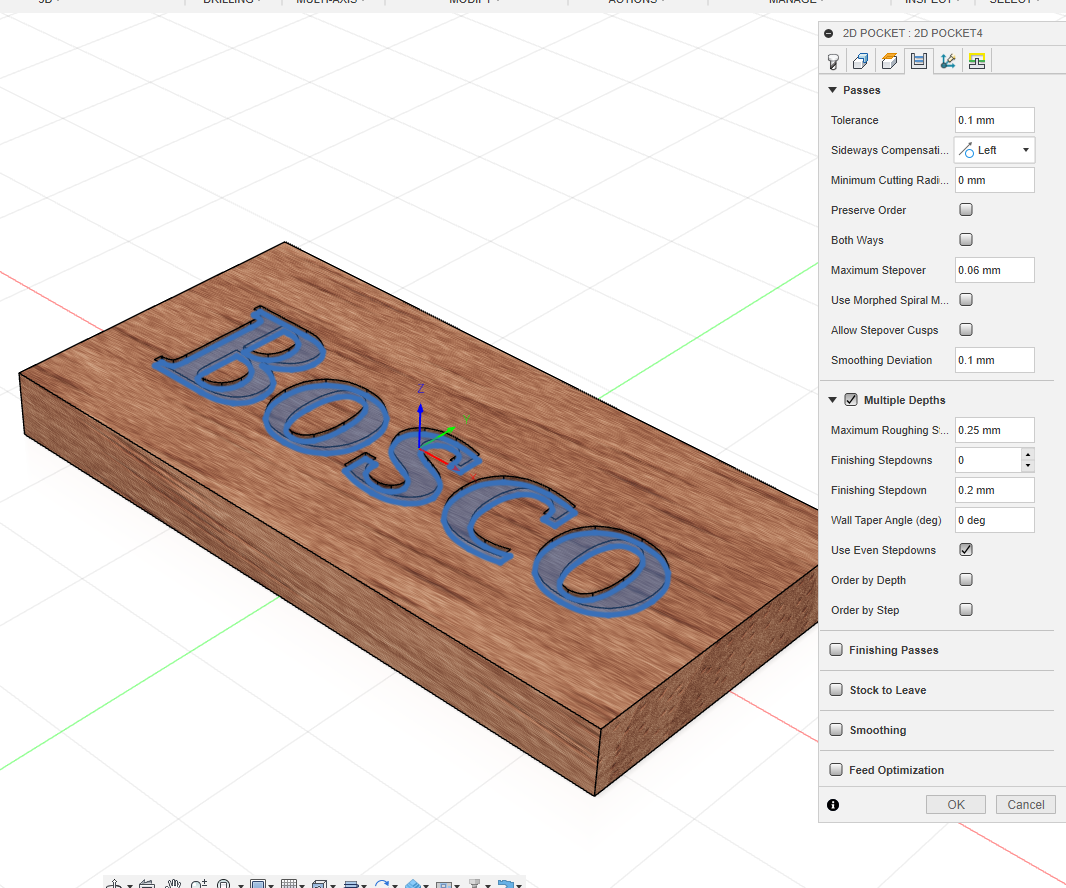 3D
DRILLING
MULTI-AXIS
MODIFY
ACTIONS
MANAGE
INSPECT
SELECT
2D POCKET : 2D POCKET4
Passes
Tolerance 0.1 mm
Sideways Compensati... Left
Minimum Cutting Radi... 0 mm
Preserve Order
Both Ways
Maximum Stepover 0.06 mm
Use Morphed Spiral M...
Allow Stepover Cusps
Smoothing Deviation 0.1 mm
Multiple Depths
Maximum Roughing S... 0.25 mm
Finishing Stepdowns 0
Finishing Stepdown 0.2 mm
Wall Taper Angle (deg) 0 deg
Use Even Stepdowns
Order by Depth
Order by Step
Finishing Passes
Stock to Leave
Smoothing
Feed Optimization
OK Cancel
BOSCO
Z
Y
X